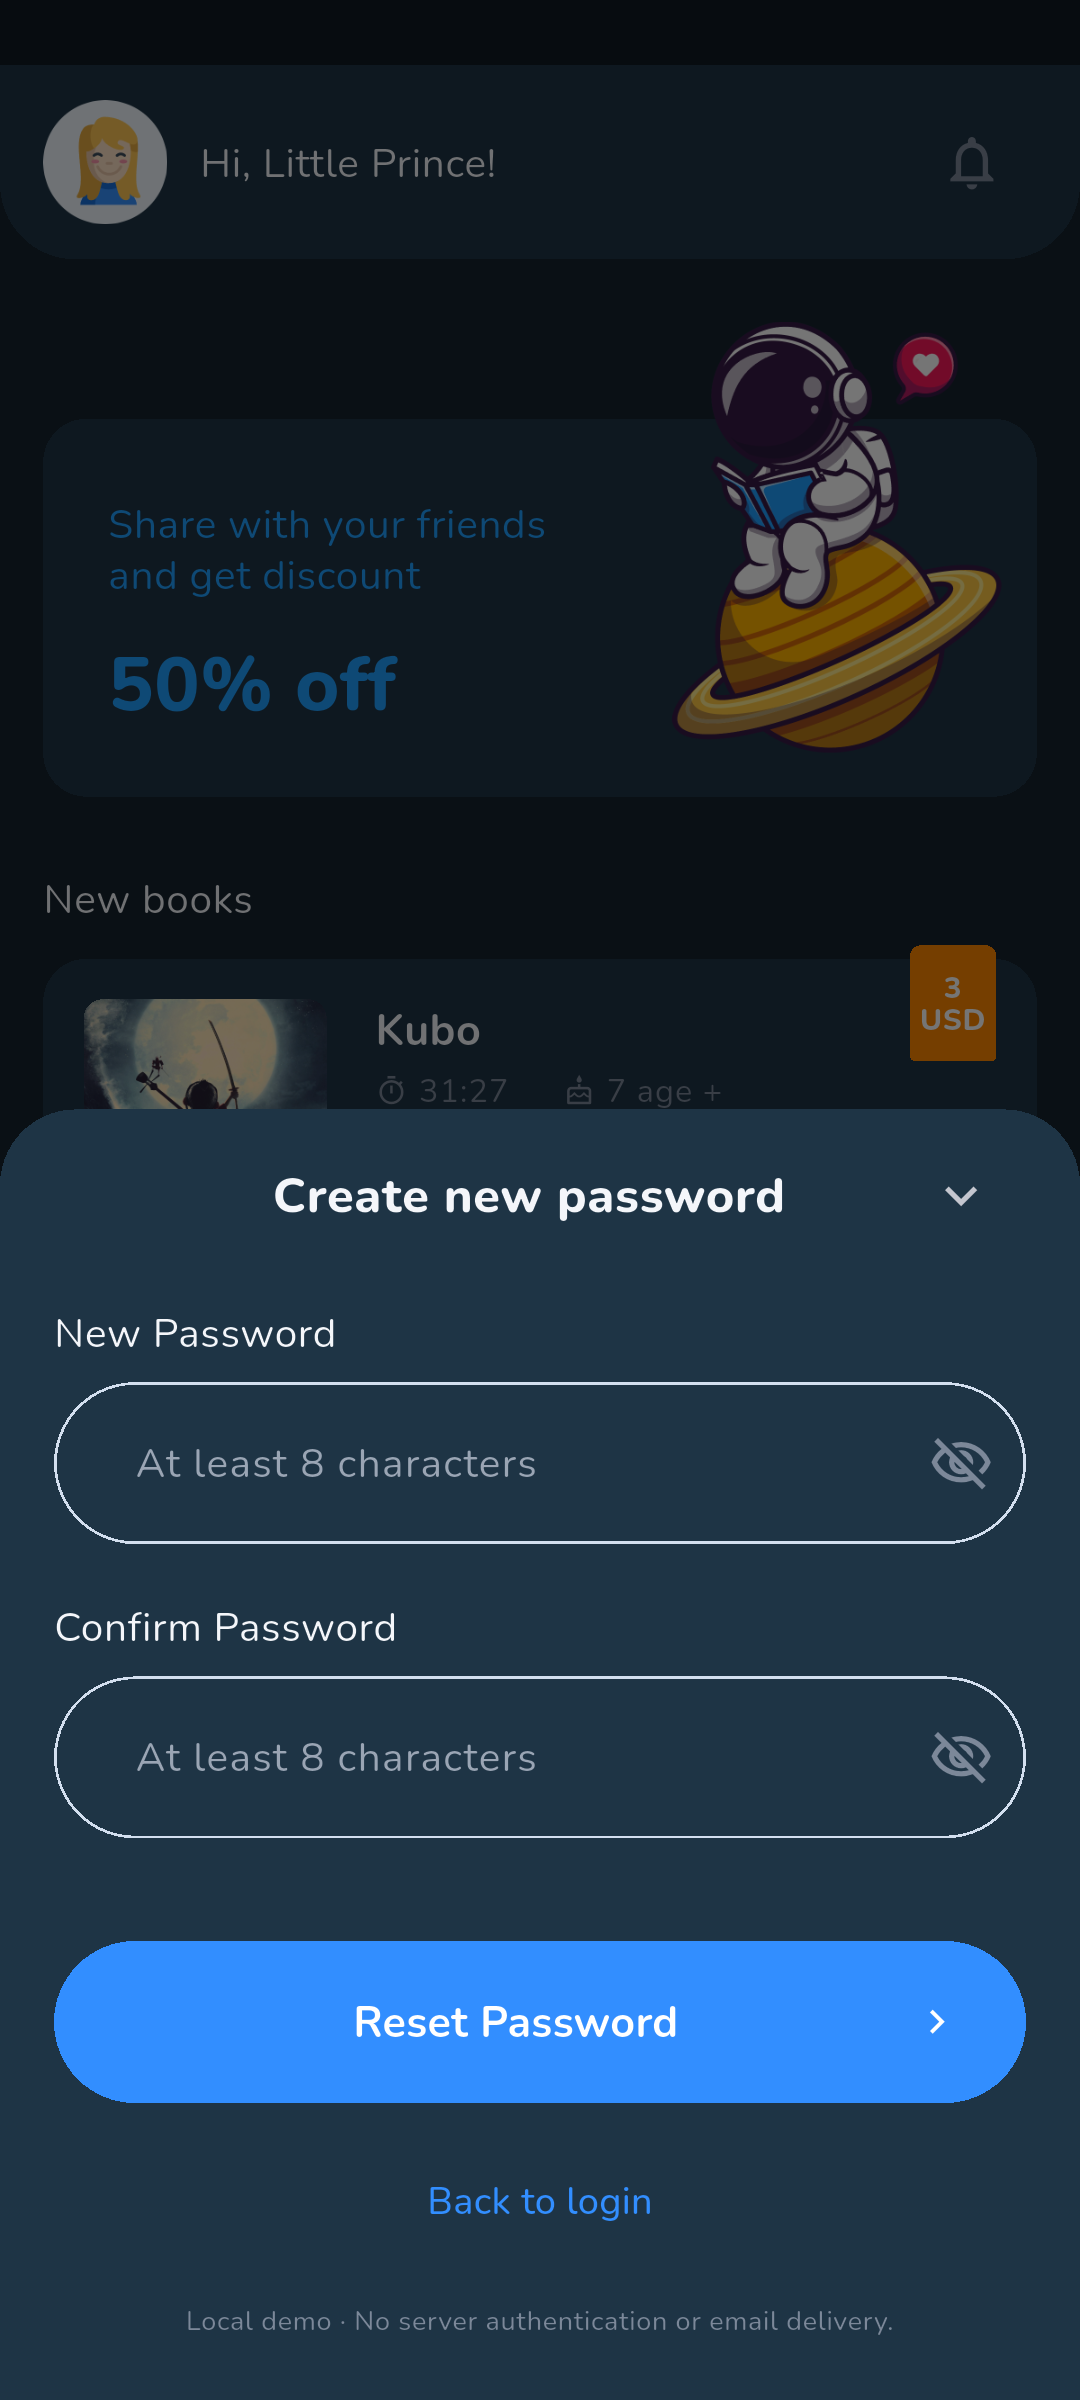 Hi, Little Prince!
Share with your friends
and get discount
50% off
New books
3
USD
Kubo
31:27
7 age +
Create new password
New Password
At least 8 characters
Confirm Password
At least 8 characters
Reset Password
Back to login
Local demo · No server authentication or email delivery.